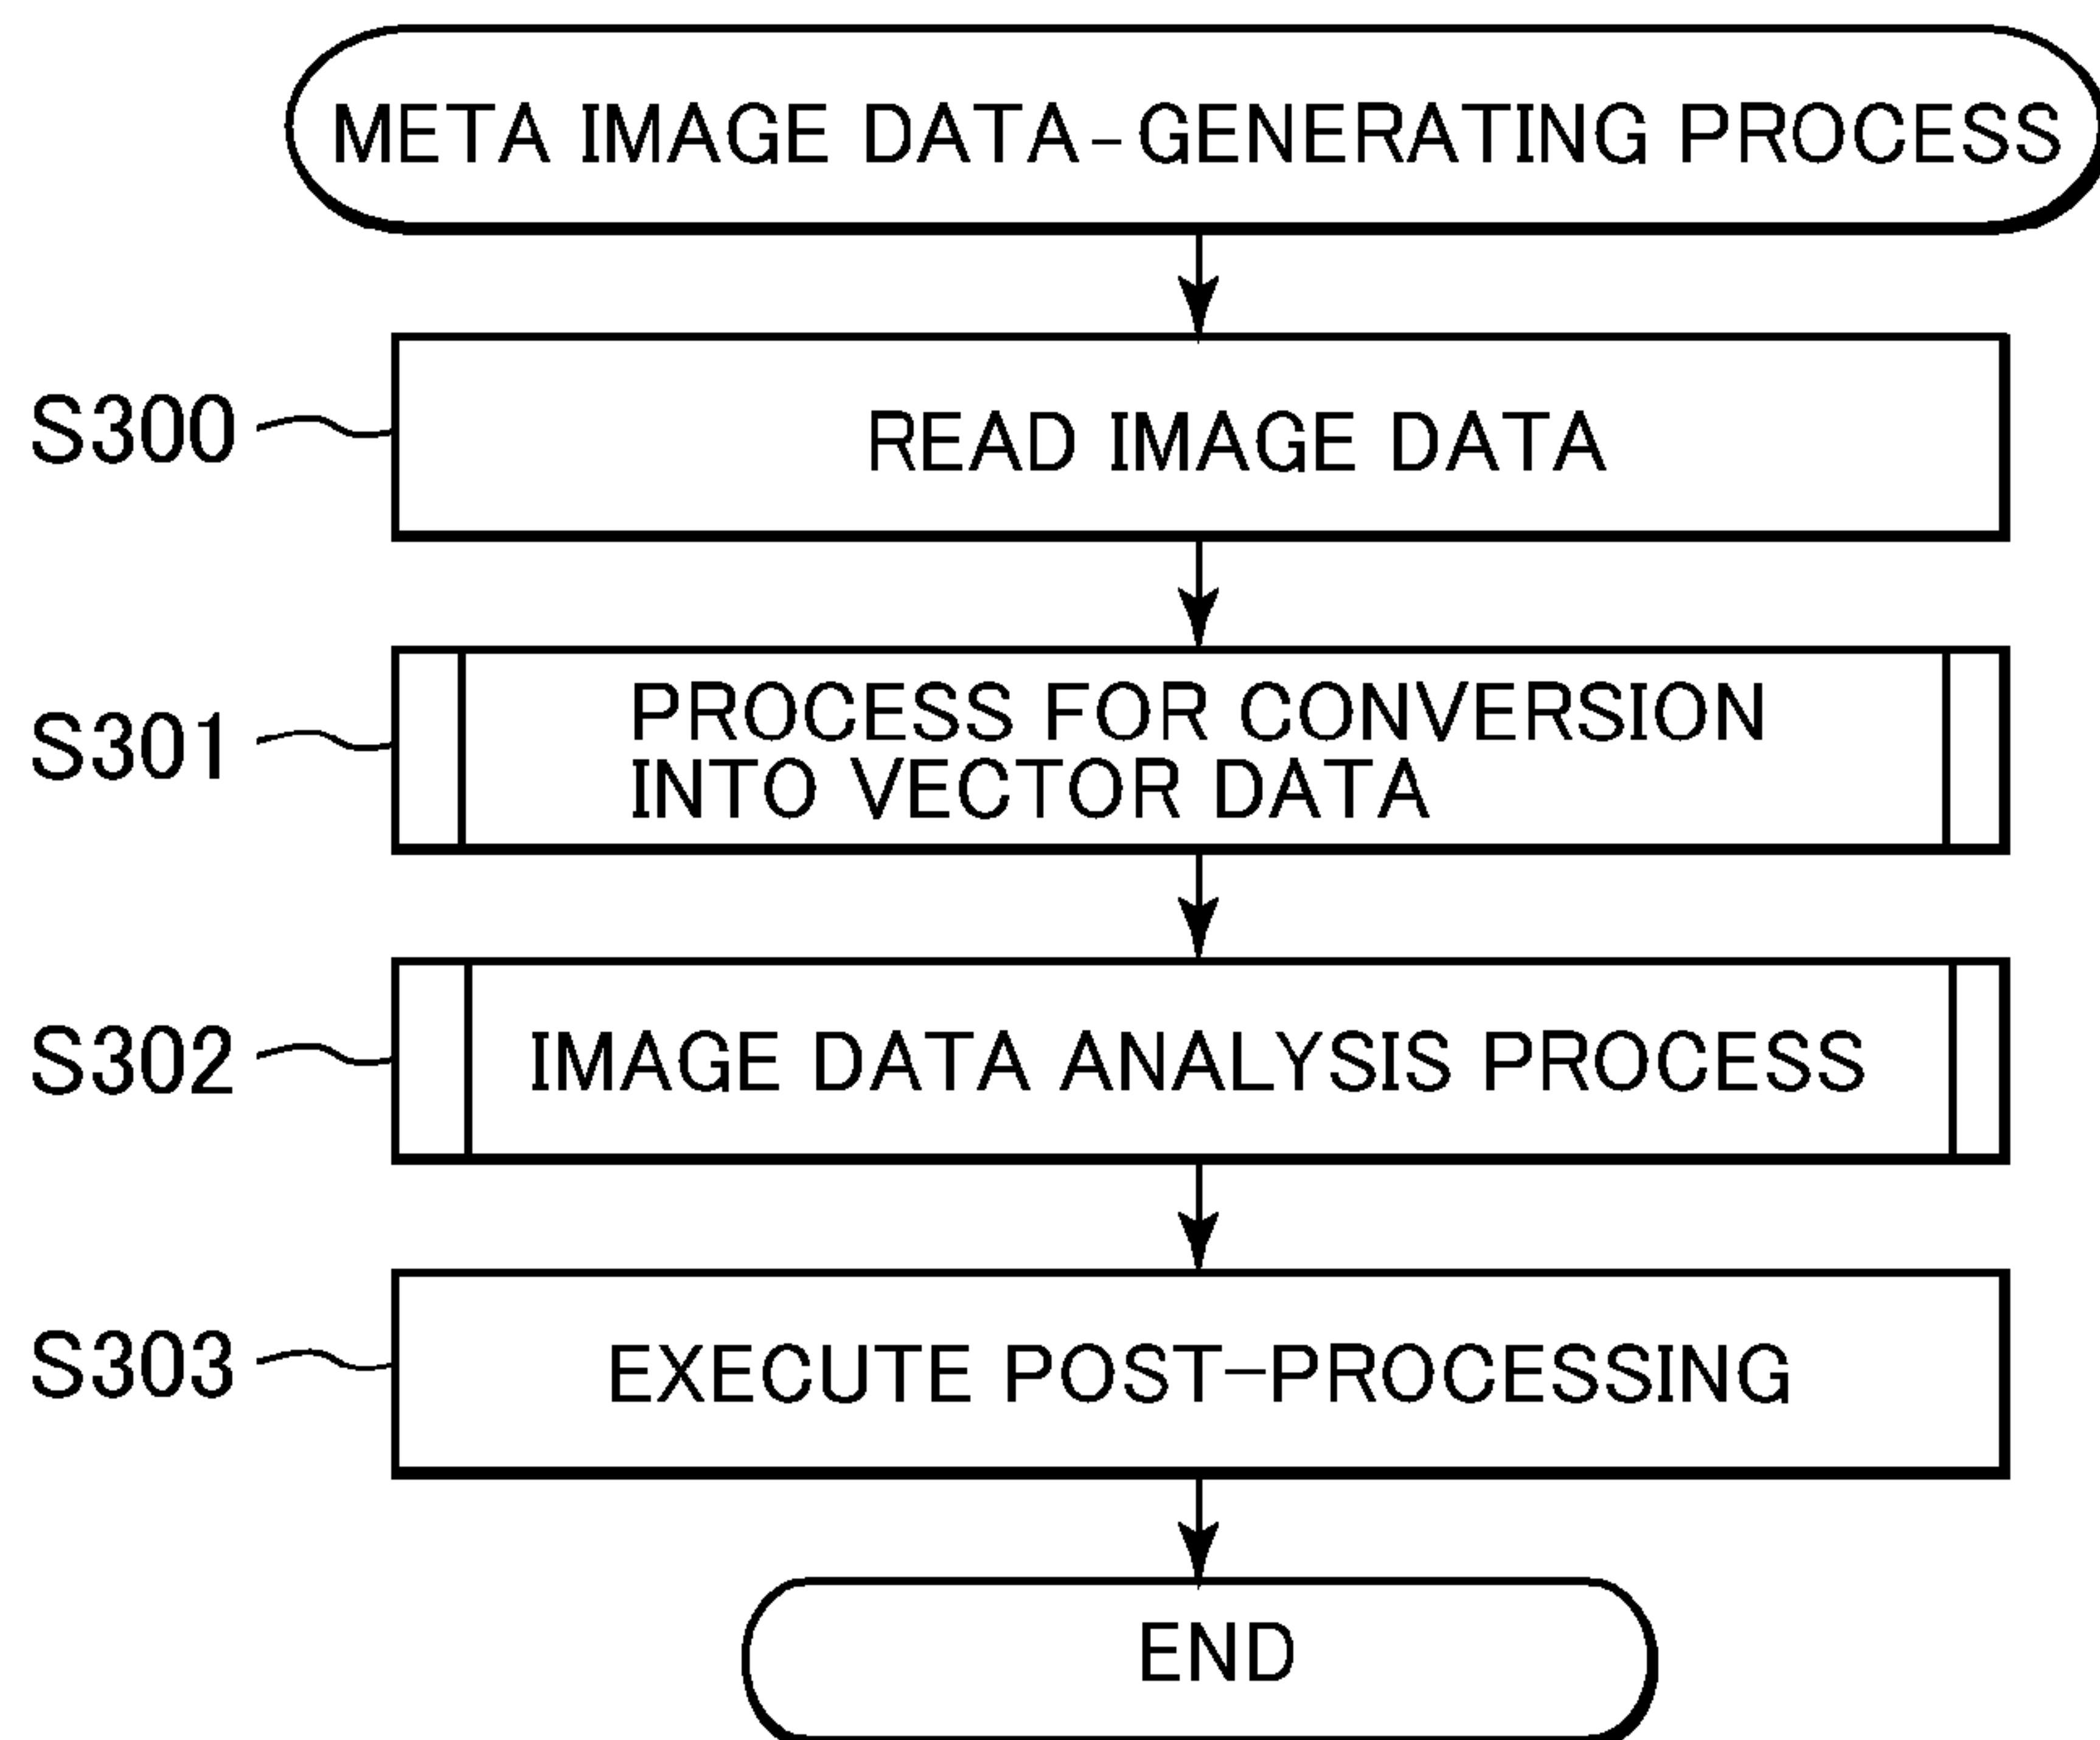 META IMAGE DATA-GENERATING PROCESS
S300
READ IMAGE DATA
S301
PROCESS FOR CONVERSION
INTO VECTOR DATA
S302
IMAGE DATA ANALYSIS PROCESS
S303
EXECUTE POST-PROCESSING
END